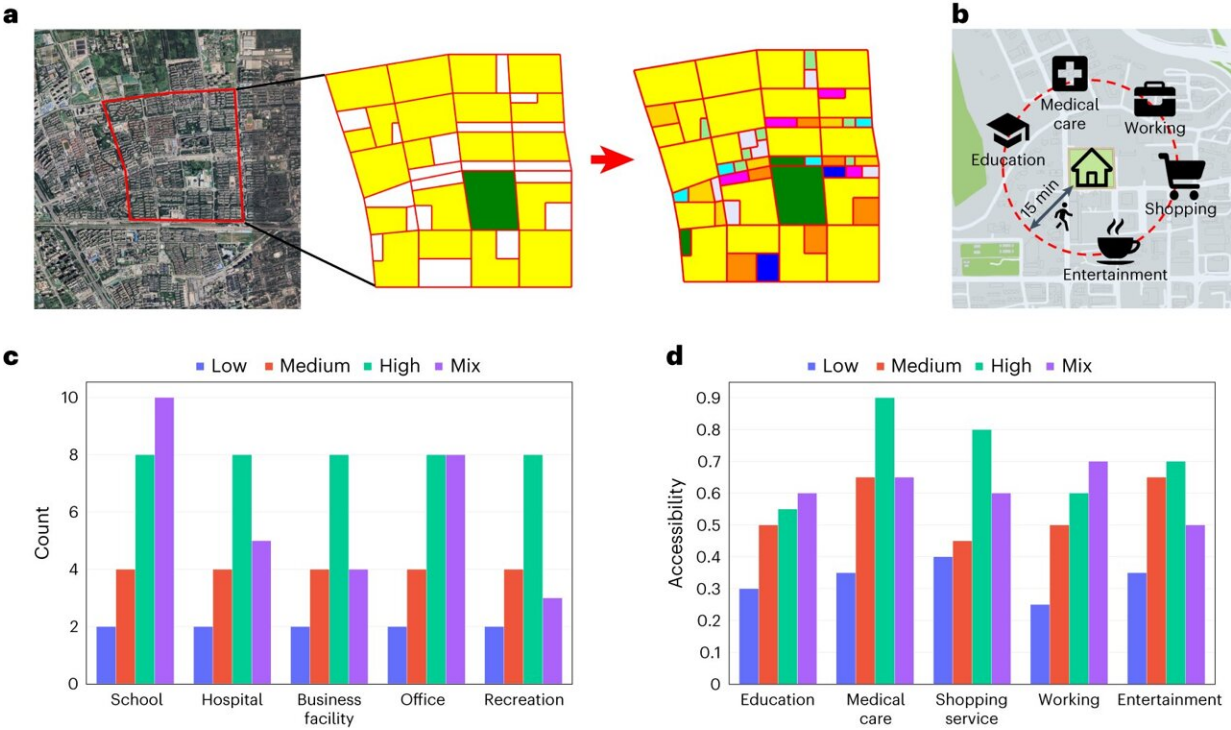 a
b
Medical
care
Working
Education
15 min
Shopping
Entertainment
c
Low Medium High Mix
10
8
6
4
2
0
Count
School Hospital Business Office Recreation
facility
d
Low Medium High Mix
0.9
0.8
0.7
0.6
0.5
0.4
0.3
0.2
0.1
0
Accessibility
Education Medical Shopping Working Entertainment
care service